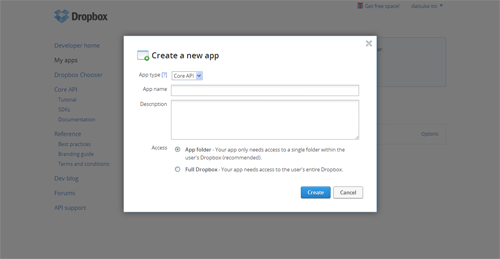 Dropbox
Get free space!
Developer home
My apps
Dropbox Chooser
Core API
Tutorial
SDKs
Documentation
Reference
Best practices
Branding guide
Terms and conditions
Dev blog
Forums
API support
Create a new app
App type [?] Core API
App name
Description
Access
App folder - Your app only needs access to a single folder within the
user's Dropbox (recommended).
Full Dropbox - Your app needs access to the user's entire Dropbox.
Create Cancel
Options